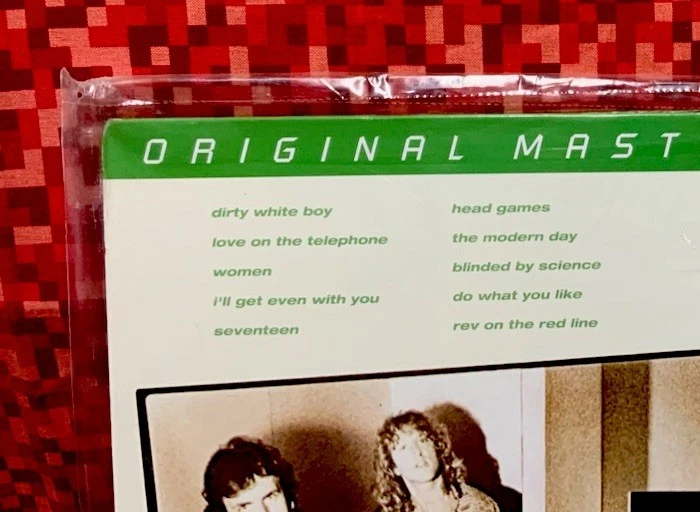 ORIGINAL MAST
dirty white boy
love on the telephone
women
i'll get even with you
seventeen
head games
the modern day
blinded by science
do what you like
rev on the red line